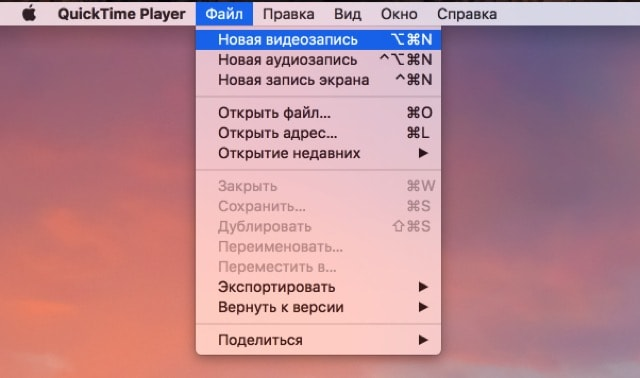 QuickTime Player Файл Правка Вид Окно Справка
Новая видеозапись ⌥⌘N
Новая аудиозапись ^⌥⌘N
Новая запись экрана ^⌘N
Открыть файл... ⌘O
Открыть адрес... ⌘L
Открытие недавних ▶
Закрыть ⌘W
Сохранить... ⌘S
Дублировать ⇧⌘S
Переименовать...
Переместить в...
Экспортировать ▶
Вернуть к версии ▶
Поделиться ▶